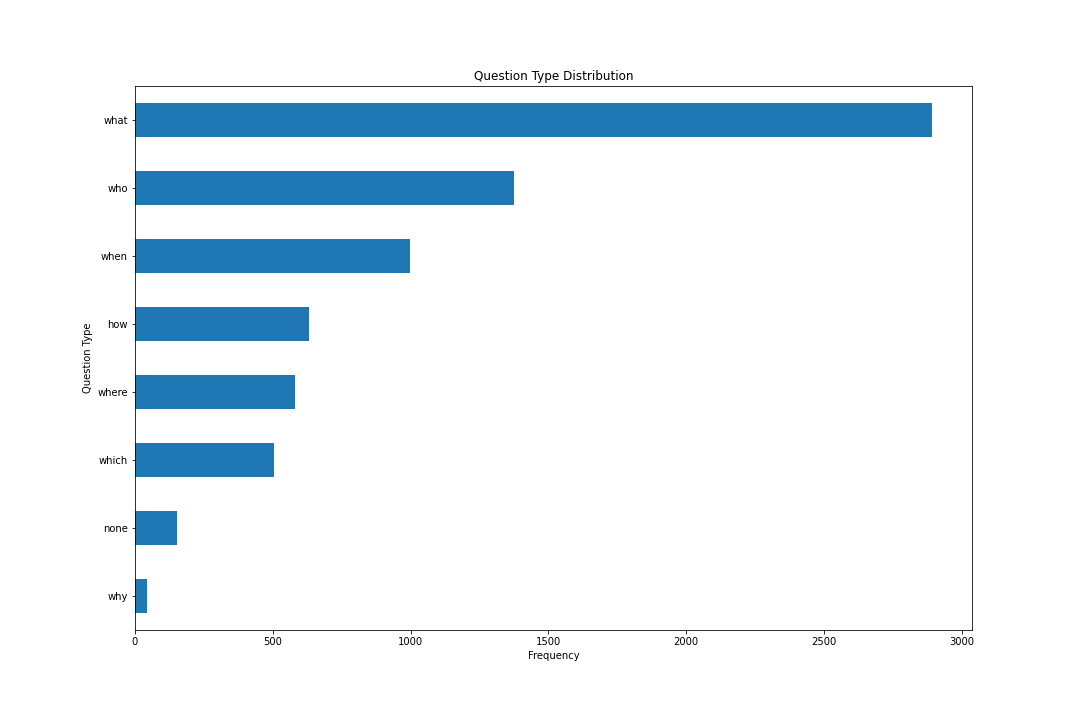 Question Type Distribution
what
who
when
how
where
which
none
why
Question Type
0 500 1000 1500 2000 2500 3000
Frequency